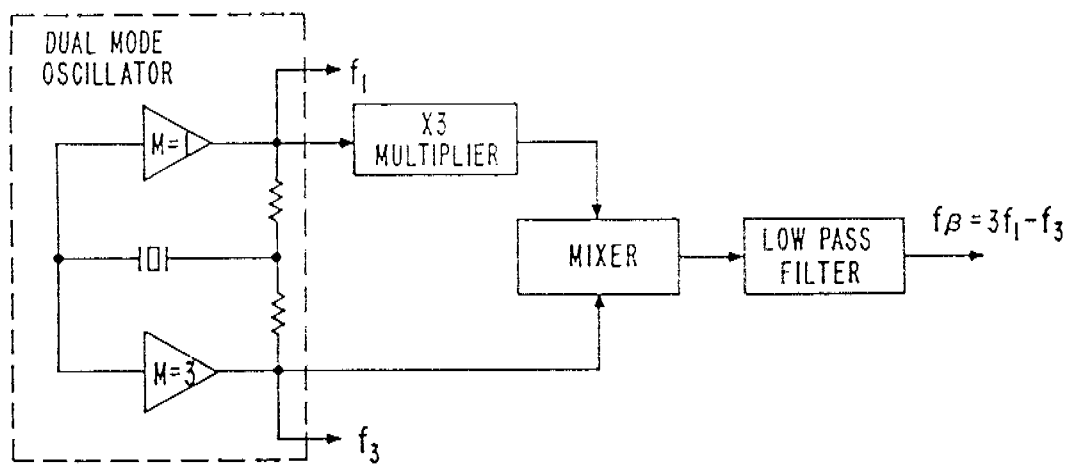 DUAL MODE
OSCILLATOR
f₁
M=1
X3
MULTIPLIER
MIXER
LOW PASS
FILTER
fβ=3f₁-f₃
M=3
f₃